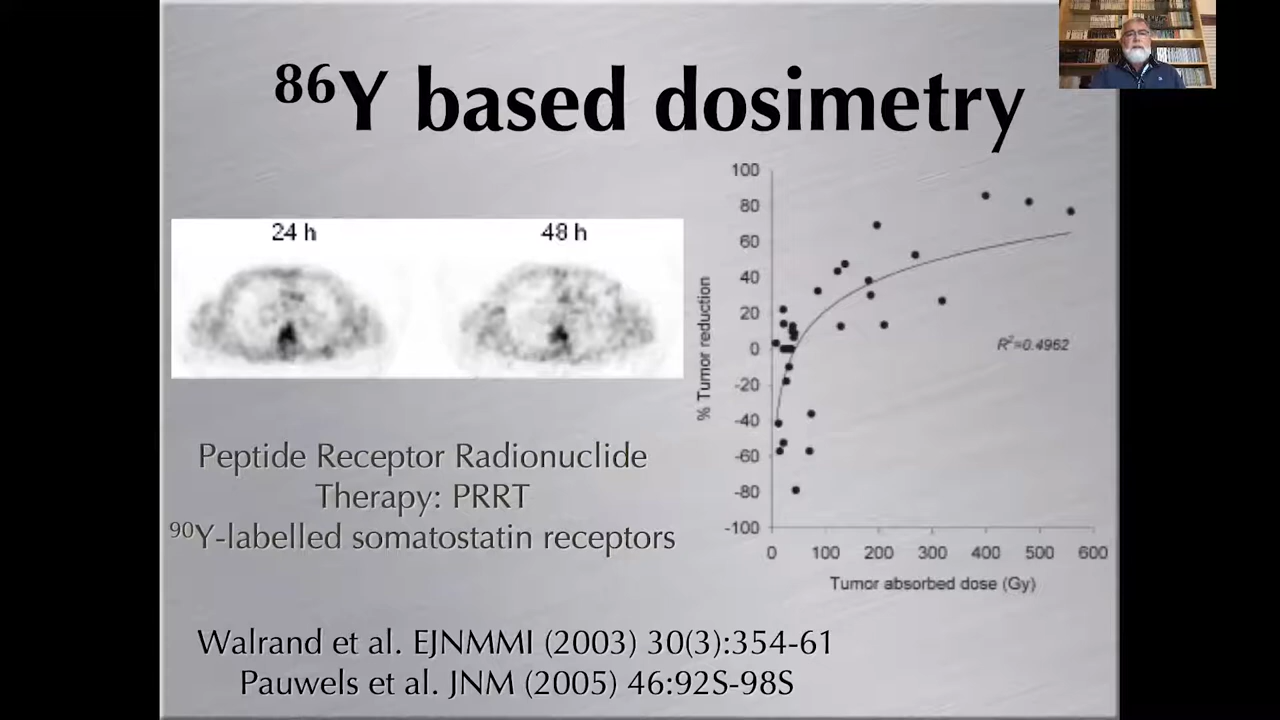 ⁸⁶Y based dosimetry
24 h
48 h
Peptide Receptor Radionuclide
Therapy: PRRT
⁹⁰Y-labelled somatostatin receptors
% Tumor reduction
100
80
60
40
20
0
-20
-40
-60
-80
-100
R²=0.4962
0 100 200 300 400 500 600
Tumor absorbed dose (Gy)
Walrand et al. EJNMMI (2003) 30(3):354-61
Pauwels et al. JNM (2005) 46:92S-98S